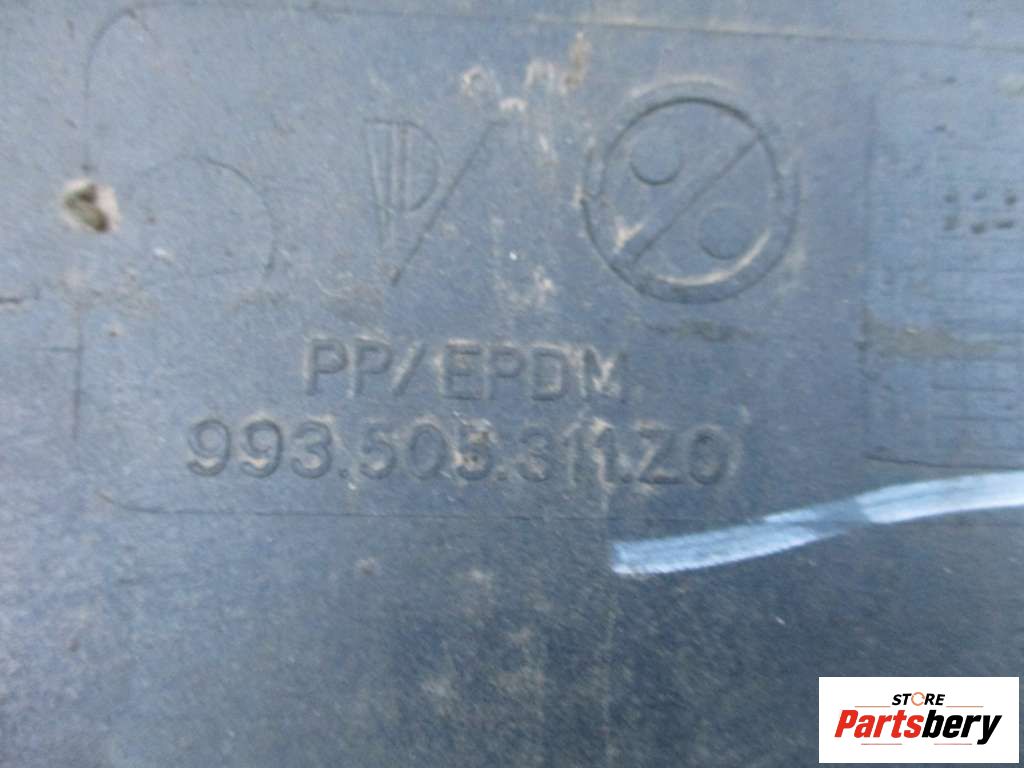 PP/EPDM
993.505.311.Z0
STORE
Partsbery